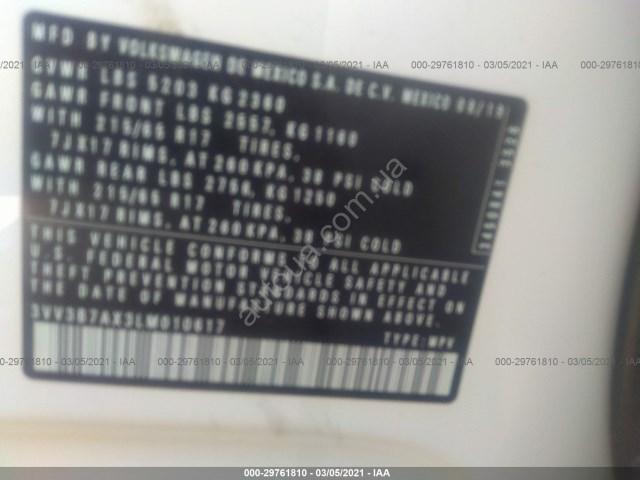 MFD BY VOLKSWAGEN DE MEXICO S.A. DE C.V. MEXICO
GVWR LBS 5203 KG 2360
GAWR FRONT LBS 2557, KG 1160
WITH 215/65 R17 TIRES,
7JX17 RIMS, AT 260 KPA, 38 PSI COLD
GAWR REAR LBS 2756, KG 1250
WITH 215/65 R17 TIRES,
7JX17 RIMS, AT 260 KPA, 38 PSI COLD
THIS VEHICLE CONFORMS TO ALL APPLICABLE
U.S. FEDERAL MOTOR VEHICLE SAFETY AND
THEFT PREVENTION STANDARDS IN EFFECT ON
THE DATE OF MANUFACTURE SHOWN ABOVE
3VV3B7AX3LM010617
TYPE: MPV
autoua.com.ua
000-29761810 - 03/05/2021 - IAA